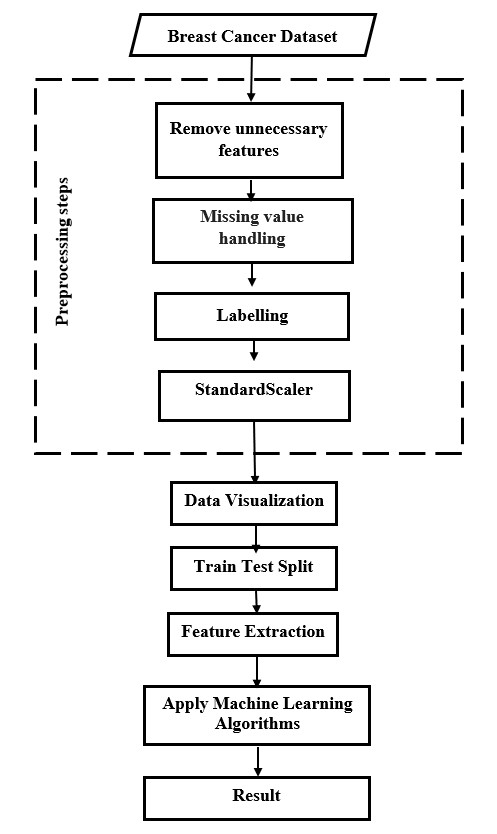 Breast Cancer Dataset
Preprocessing steps
Remove unnecessary
features
Missing value
handling
Labelling
StandardScaler
Data Visualization
Train Test Split
Feature Extraction
Apply Machine Learning
Algorithms
Result